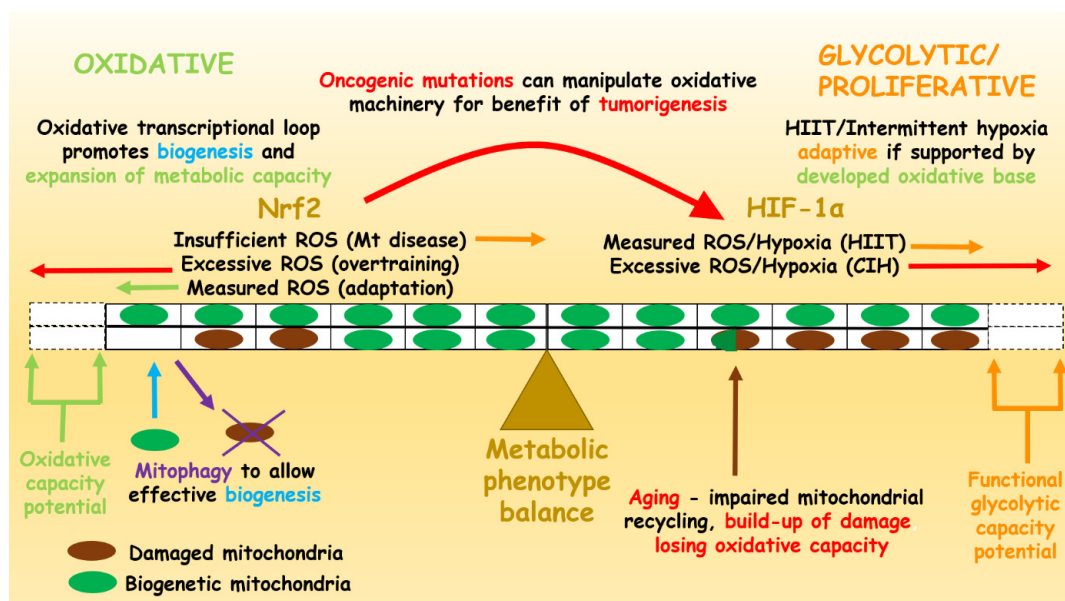 OXIDATIVE
Oxidative transcriptional loop
promotes biogenesis and
expansion of metabolic capacity
Oncogenic mutations can manipulate oxidative
machinery for benefit of tumorigenesis
GLYCOLYTIC/
PROLIFERATIVE
HIIT/Intermittent hypoxia
adaptive if supported by
developed oxidative base
Nrf2
Insufficient ROS (Mt disease)
Excessive ROS (overtraining)
Measured ROS (adaptation)
HIF-1α
Measured ROS/Hypoxia (HIIT)
Excessive ROS/Hypoxia (CIH)
Oxidative
capacity
potential
Mitophagy to allow
effective biogenesis
Metabolic
phenotype
balance
Aging - impaired mitochondrial
recycling, build-up of damage,
losing oxidative capacity
Functional
glycolytic
capacity
potential
Damaged mitochondria
Biogenetic mitochondria